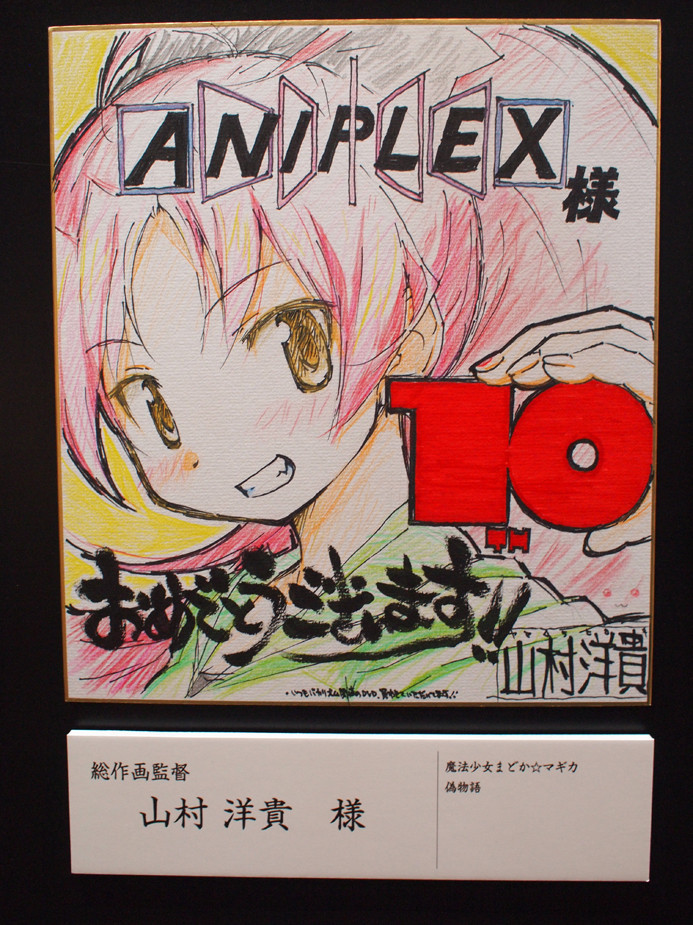 ANIPLEX
様
10
TH
おめでとうございます!!
山村洋貴
総作画監督
山村 洋貴 様
魔法少女まどか☆マギカ
偽物語